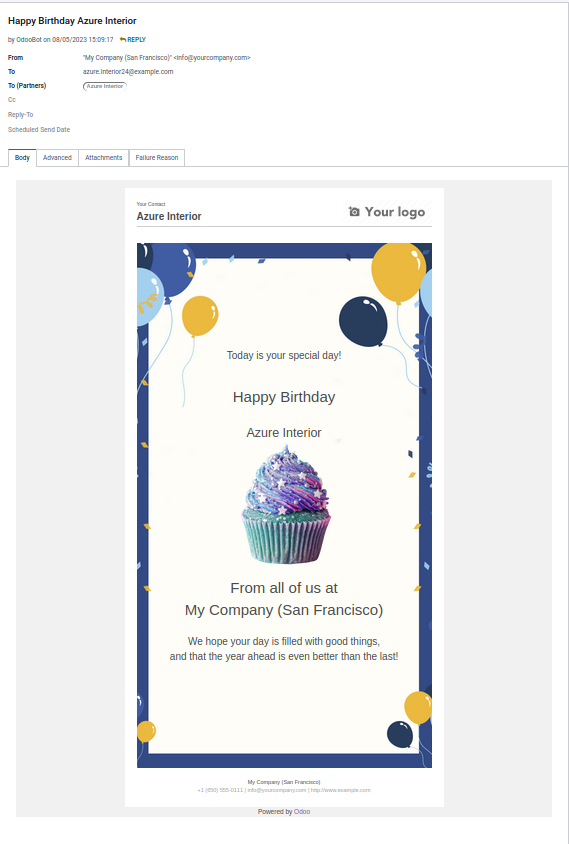 Happy Birthday Azure Interior
by OdooBot on 08/05/2023 15:09:17 REPLY
From "My Company (San Francisco)" <info@yourcompany.com>
To azure.Interior24@example.com
To (Partners) Azure Interior
Cc
Reply-To
Scheduled Send Date
Body Advanced Attachments Failure Reason
Your Contact
Azure Interior
Your logo
Today is your special day!
Happy Birthday
Azure Interior
From all of us at
My Company (San Francisco)
We hope your day is filled with good things,
and that the year ahead is even better than the last!
My Company (San Francisco)
+1 (650) 555-0111 | info@yourcompany.com | http://www.example.com
Powered by Odoo